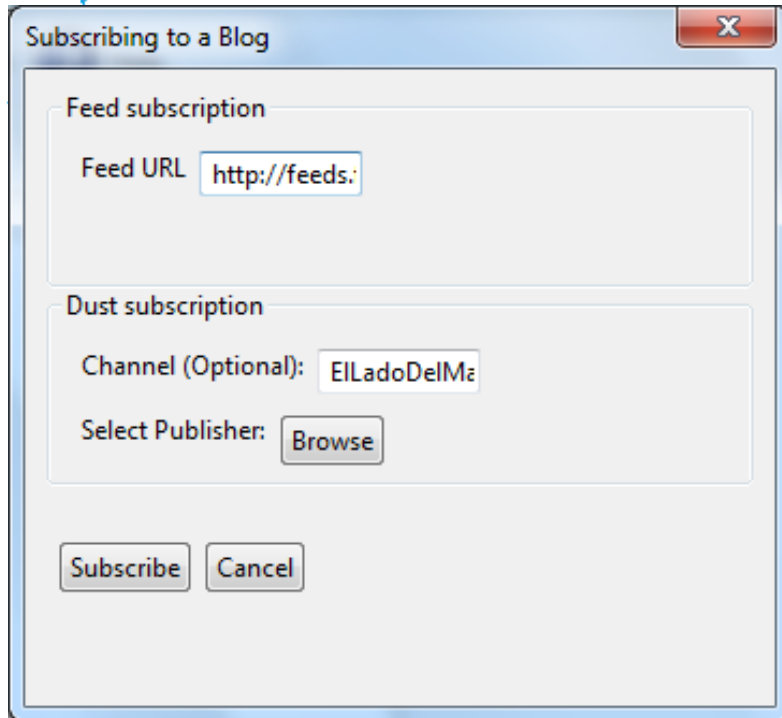 Subscribing to a Blog
Feed subscription
Feed URL http://feeds.
Dust subscription
Channel (Optional): ElLadoDelMa
Select Publisher: Browse
Subscribe Cancel